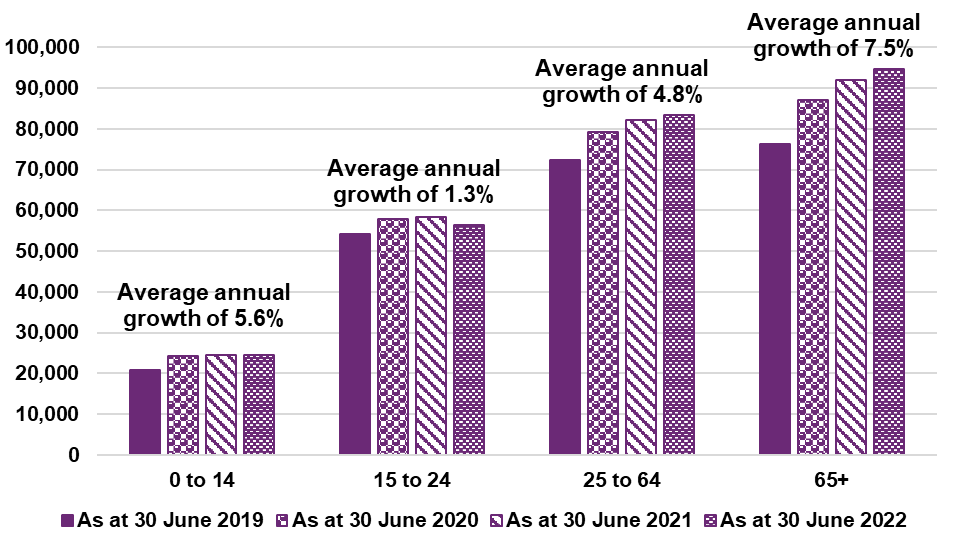 Average annual
growth of 7.5%
100,000
90,000
80,000
70,000
60,000
50,000
40,000
30,000
20,000
10,000
0
Average annual
growth of 4.8%
Average annual
growth of 1.3%
Average annual
growth of 5.6%
0 to 14
15 to 24
25 to 64
65+
As at 30 June 2019
As at 30 June 2020
As at 30 June 2021
As at 30 June 2022